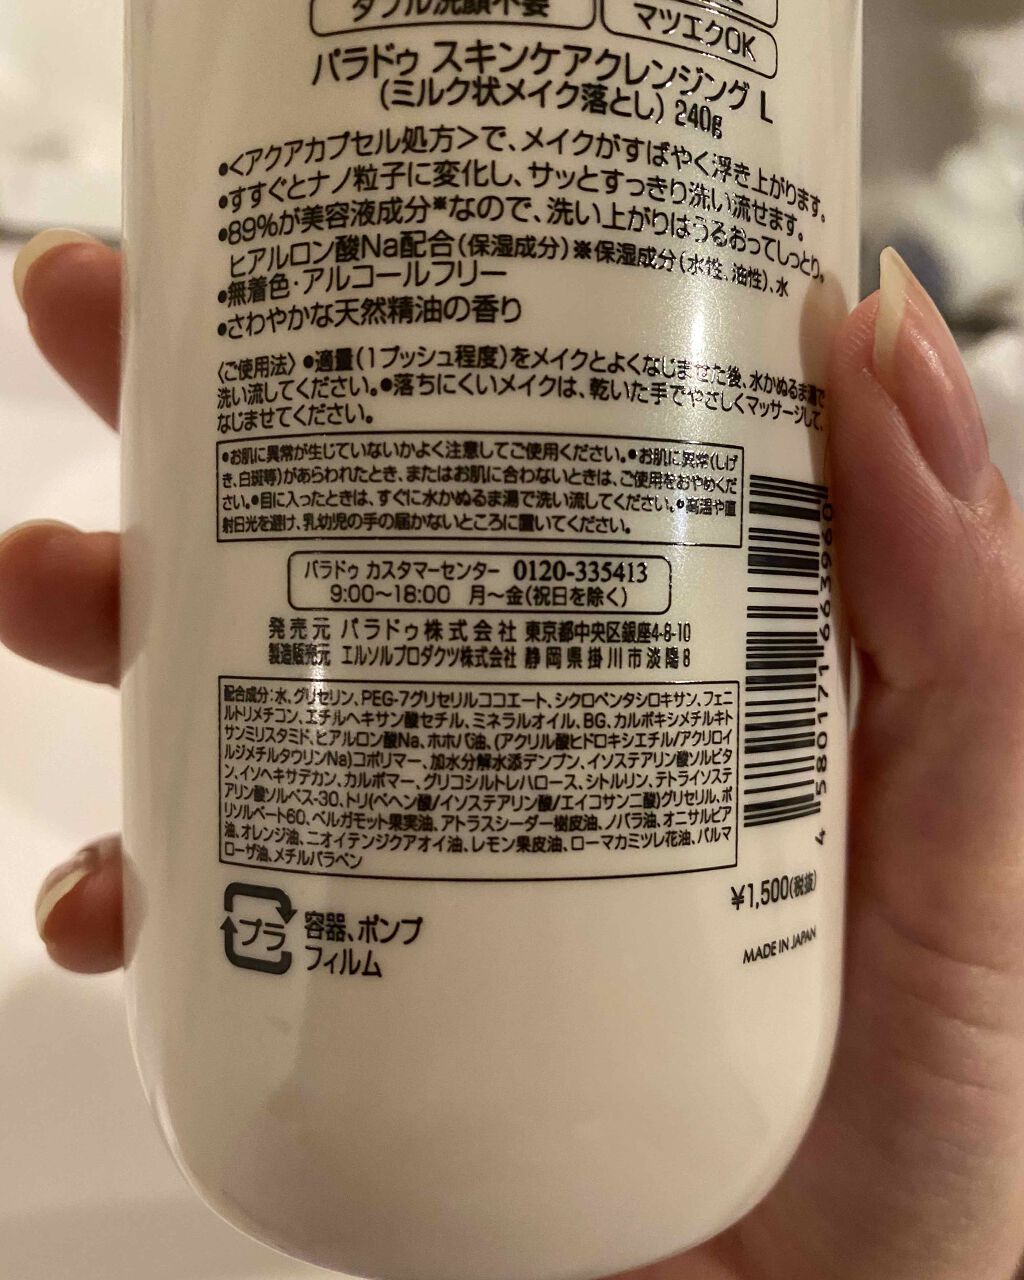 ダブル洗顔不要
マツエクOK
パラドゥ スキンケアクレンジング L
(ミルク状メイク落とし) 240g
•<アクアカプセル処方>で、メイクがすばやく浮き上がります。
•すすぐとナノ粒子に変化し、サッとすっきり洗い流せます。
•89%が美容液成分※なので、洗い上がりはうるおってしっとり。
ヒアルロン酸Na配合(保湿成分)※保湿成分(水性、油性)、水
•無着色・アルコールフリー
•さわやかな天然精油の香り
〈ご使用法〉●適量(1プッシュ程度)をメイクとよくなじませた後、水かぬるま湯で
洗い流してください。●落ちにくいメイクは、乾いた手でやさしくマッサージして、
なじませてください。
●お肌に異常が生じていないかよく注意してご使用ください。●お肌に異常(しげ
き、白斑等)があらわれたとき、またはお肌に合わないときは、ご使用をおやめくだ
さい。●目に入ったときは、すぐに水かぬるま湯で洗い流してください。●高温や直
射日光を避け、乳幼児の手の届かないところに置いてください。
パラドゥ カスタマーセンター 0120-335413
9:00〜18:00 月〜金(祝日を除く)
発売元 パラドゥ株式会社 東京都中央区銀座4-8-10
製造販売元 エルソルプロダクツ株式会社 静岡県掛川市淡陽8
配合成分:水、グリセリン、PEG-7グリセリルココエート、シクロペンタシロキサン、フェニ
ルトリメチコン、エチルヘキサン酸セチル、ミネラルオイル、BG、カルボキシメチルキト
サンミリスタミド、ヒアルロン酸Na、ホホバ油、(アクリル酸ヒドロキシエチル/アクリロイ
ルジメチルタウリンNa)コポリマー、加水分解水添デンプン、イソステアリン酸ソルビタ
ン、イソヘキサデカン、カルボマー、グリコシルトレハロース、シトルリン、テトライソステ
アリン酸ソルベス-30、トリ(ベヘン酸/イソステアリン酸/エイコサン二酸)グリセリル、ポ
リソルベート60、ベルガモット果実油、アトラスシーダー樹皮油、ノバラ油、オニサルビア
油、オレンジ油、ニオイテンジクアオイ油、レモン果皮油、ローマカミツレ花油、パルマ
ローザ油、メチルパラベン
4 580171 993690
¥1,500(税抜)
プラ
容器、ポンプ
フィルム
MADE IN JAPAN